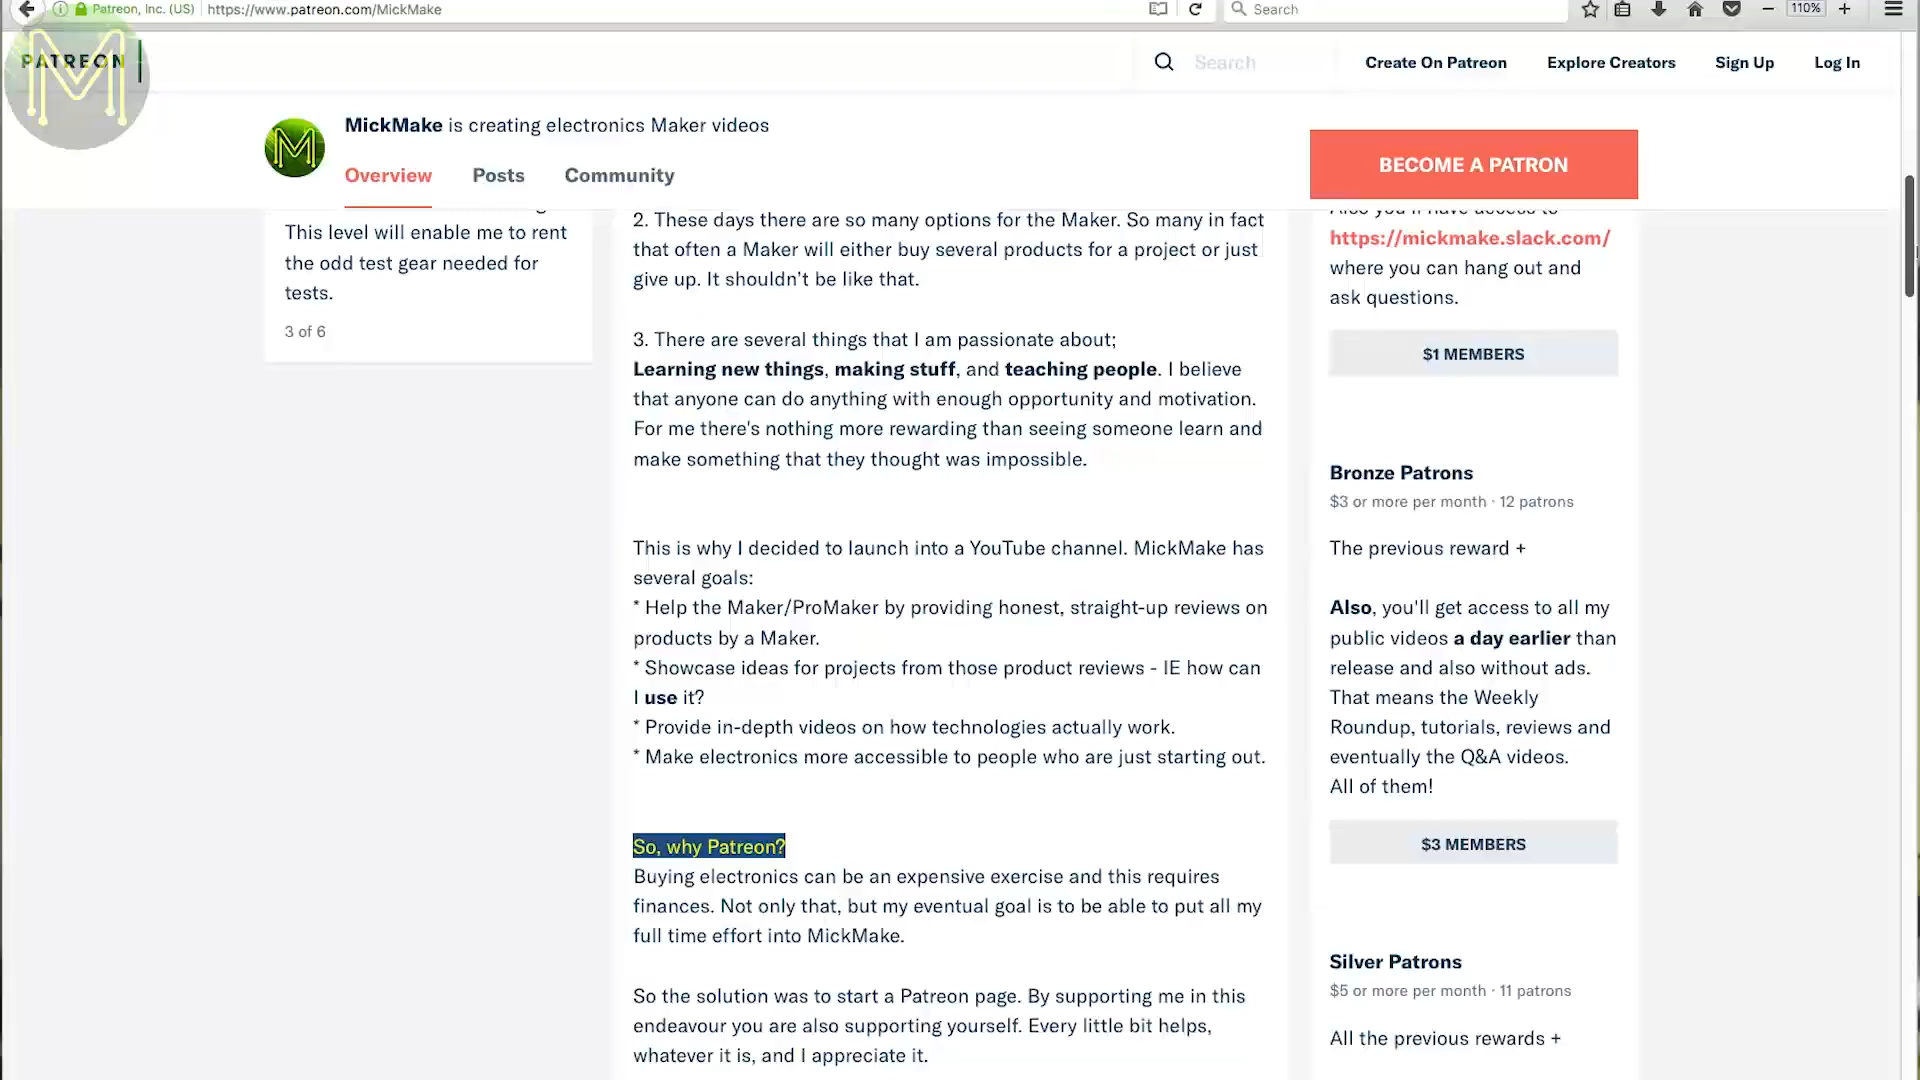 Patreon, Inc. (US)
https://www.patreon.com/MickMake
Search
110%
PATREON
Search
Create On Patreon
Explore Creators
Sign Up
Log In
MickMake is creating electronics Maker videos
Overview
Posts
Community
BECOME A PATRON
This level will enable me to rent
the odd test gear needed for
tests.
3 of 6
2. These days there are so many options for the Maker. So many in fact
that often a Maker will either buy several products for a project or just
give up. It shouldn’t be like that.
3. There are several things that I am passionate about;
Learning new things, making stuff, and teaching people. I believe
that anyone can do anything with enough opportunity and motivation.
For me there's nothing more rewarding than seeing someone learn and
make something that they thought was impossible.
This is why I decided to launch into a YouTube channel. MickMake has
several goals:
* Help the Maker/ProMaker by providing honest, straight-up reviews on
products by a Maker.
* Showcase ideas for projects from those product reviews - IE how can
I use it?
* Provide in-depth videos on how technologies actually work.
* Make electronics more accessible to people who are just starting out.
So, why Patreon?
Buying electronics can be an expensive exercise and this requires
finances. Not only that, but my eventual goal is to be able to put all my
full time effort into MickMake.
So the solution was to start a Patreon page. By supporting me in this
endeavour you are also supporting yourself. Every little bit helps,
whatever it is, and I appreciate it.
Also you'll have access to
https://mickmake.slack.com/
where you can hang out and
ask questions.
$1 MEMBERS
Bronze Patrons
$3 or more per month · 12 patrons
The previous reward +
Also, you'll get access to all my
public videos a day earlier than
release and also without ads.
That means the Weekly
Roundup, tutorials, reviews and
eventually the Q&A videos.
All of them!
$3 MEMBERS
Silver Patrons
$5 or more per month · 11 patrons
All the previous rewards +